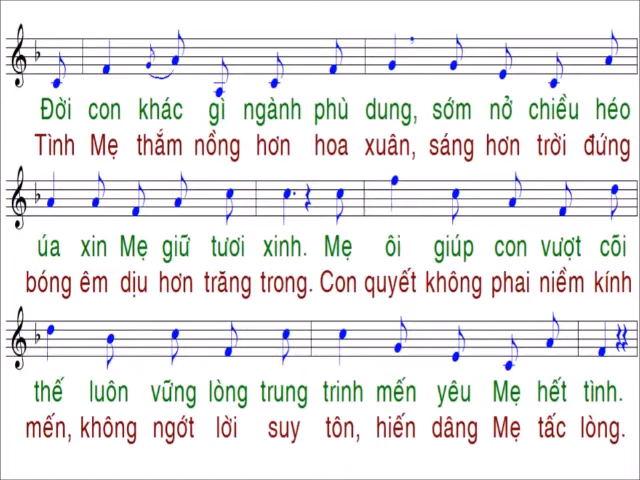 Đời con khác gì ngành phù dung, sớm nở chiều héo
Tình Mẹ thắm nồng hơn hoa xuân, sáng hơn trời đứng
úa xin Mẹ giữ tươi xinh. Mẹ ôi giúp con vượt cõi
bóng êm dịu hơn trăng trong. Con quyết không phai niềm kính
thế luôn vững lòng trung trinh mến yêu Mẹ hết tình.
mến, không ngớt lời suy tôn, hiến dâng Mẹ tấc lòng.